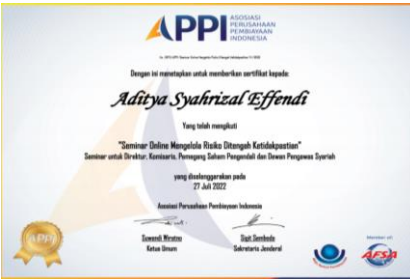 APPI ASOSIASI
PERUSAHAAN
PEMBIAYAAN
INDONESIA
Dengan ini menetapkan untuk memberikan sertifikat kepada:
Aditya Syahrizal Effendi
Yang telah mengikuti
"Seminar Online Mengelola Risiko Ditengah Ketidakpastian"
Seminar untuk Direktur, Komisaris, Pemegang Saham Pengendali dan Dewan Pengawas Syariah
yang diselenggarakan pada
27 Juli 2022
Asosiasi Perusahaan Pembiayaan Indonesia
Suwandi Wiratno
Ketua Umum
Sigit Sembodo
Sekretaris Jenderal
APPI
Member of:
AFSA